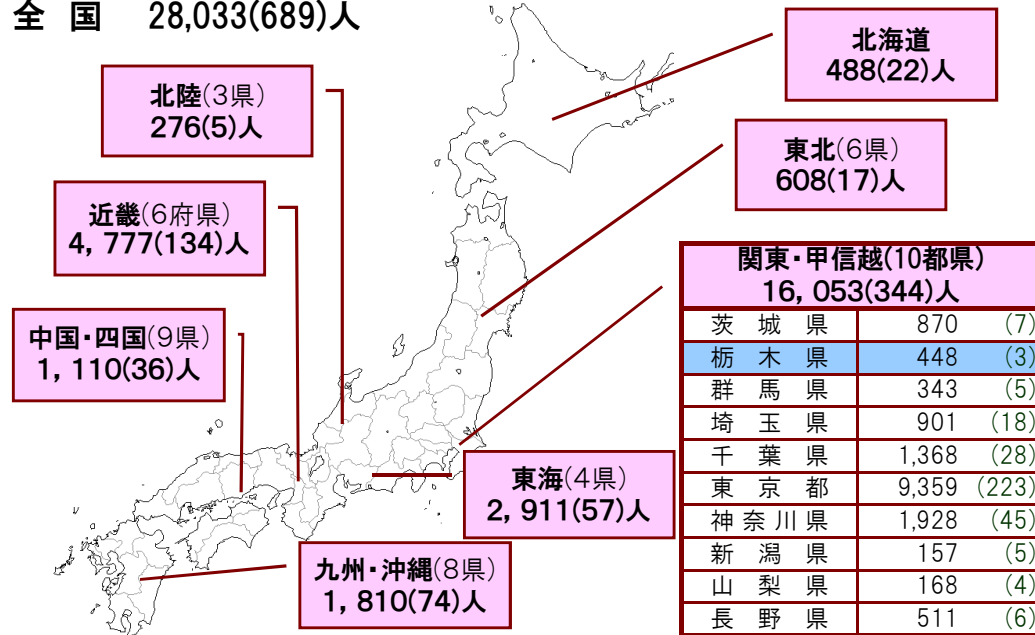 全 国 28,033(689)人
北海道
488(22)人
北陸(3県)
276(5)人
東北(6県)
608(17)人
近畿(6府県)
4,777(134)人
中国・四国(9県)
1,110(36)人
東海(4県)
2,911(57)人
九州・沖縄(8県)
1,810(74)人
関東・甲信越(10都県)
16,053(344)人
茨城県 870 (7)
栃木県 448 (3)
群馬県 343 (5)
埼玉県 901 (18)
千葉県 1,368 (28)
東京都 9,359 (223)
神奈川県 1,928 (45)
新潟県 157 (5)
山梨県 168 (4)
長野県 511 (6)